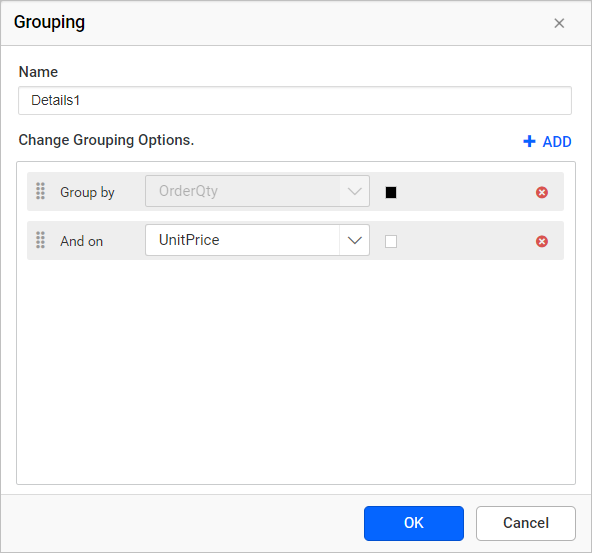 Grouping
Name
Details1
Change Grouping Options.
ADD
Group by OrderQty
And on UnitPrice
OK Cancel